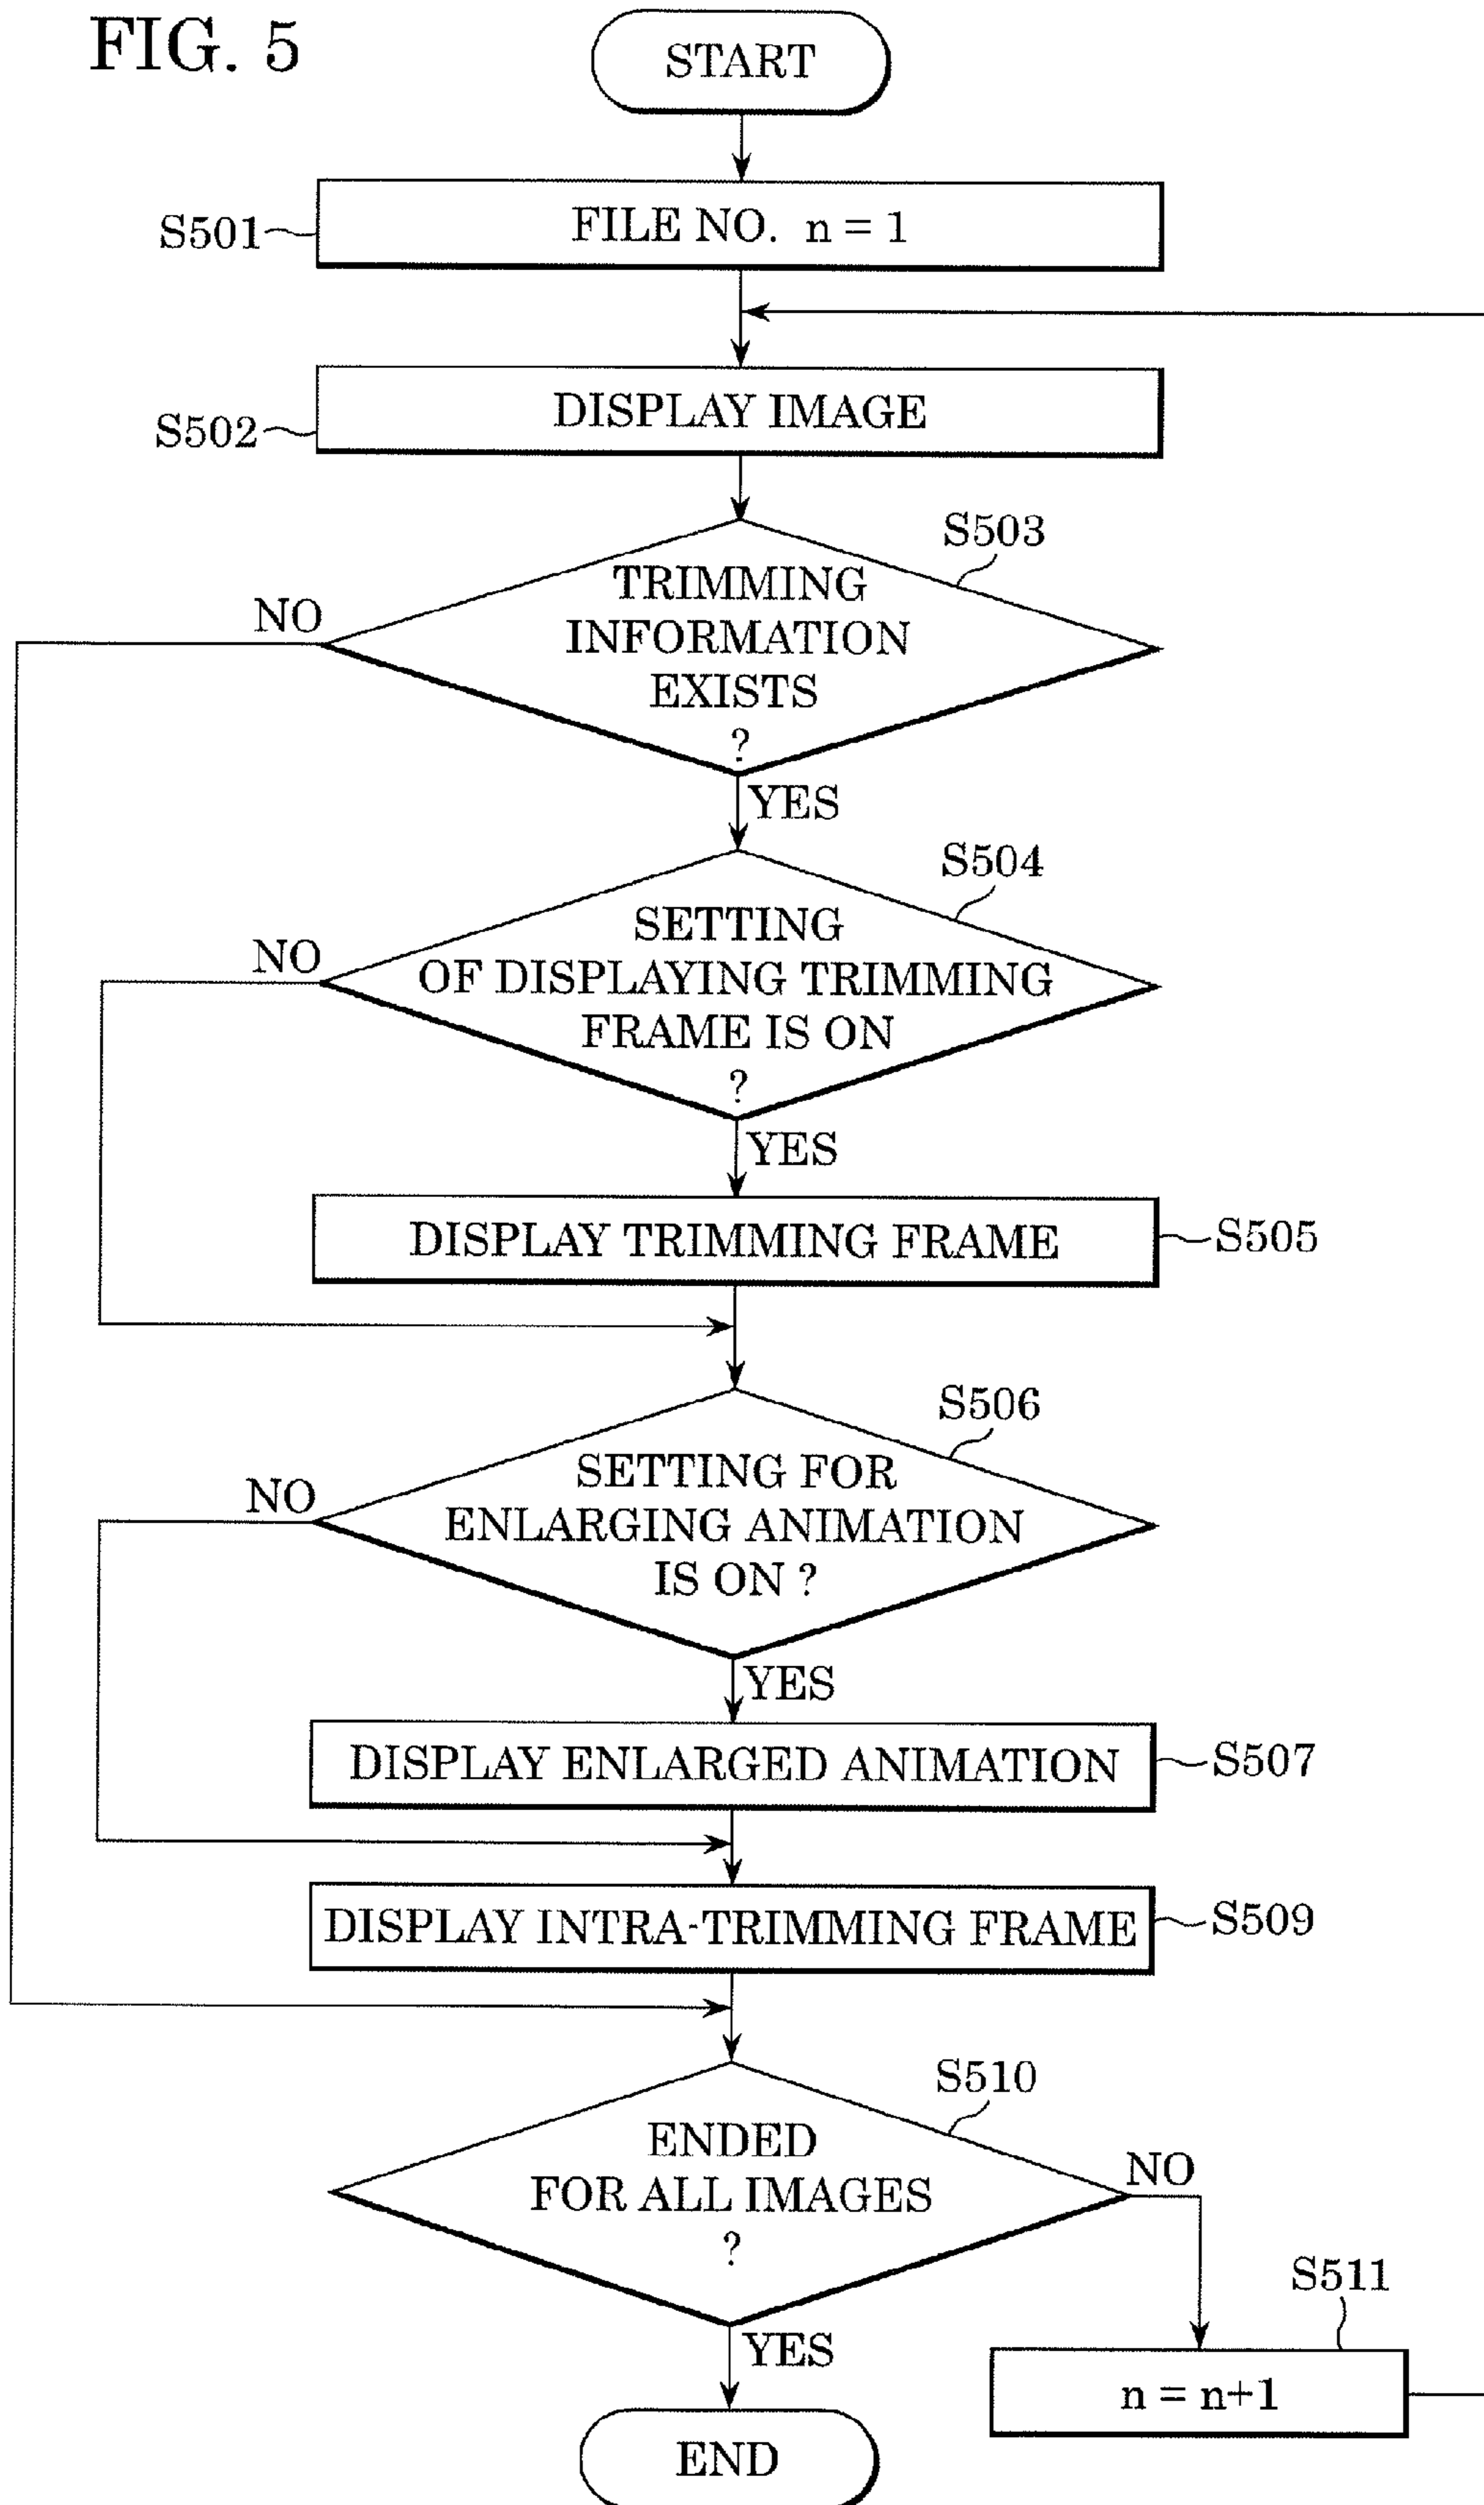 FIG. 5
START
S501
FILE NO. n = 1
S502
DISPLAY IMAGE
S503
TRIMMING
INFORMATION
EXISTS
?
NO
YES
S504
SETTING
OF DISPLAYING TRIMMING
FRAME IS ON
?
NO
YES
DISPLAY TRIMMING FRAME
S505
S506
SETTING FOR
ENLARGING ANIMATION
IS ON ?
NO
YES
DISPLAY ENLARGED ANIMATION
S507
DISPLAY INTRA-TRIMMING FRAME
S509
S510
ENDED
FOR ALL IMAGES
?
NO
YES
S511
n = n+1
END